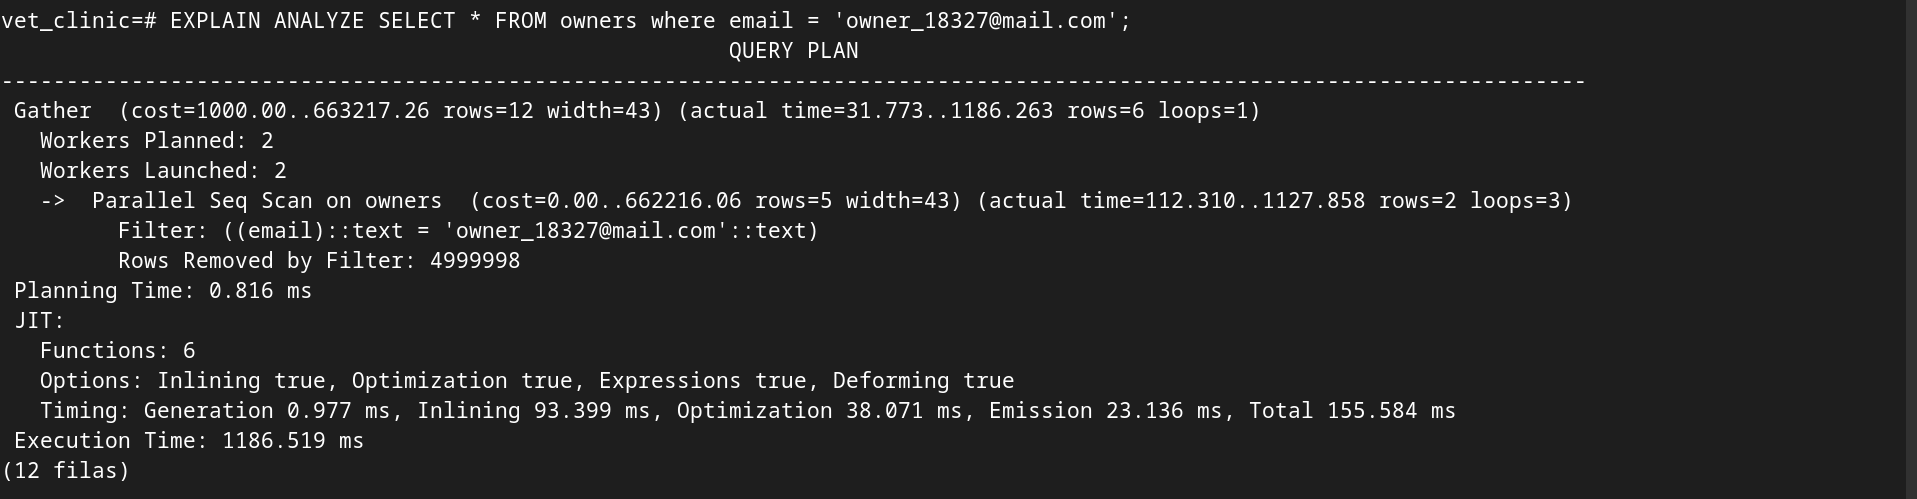 vet_clinic=# EXPLAIN ANALYZE SELECT * FROM owners where email = 'owner_18327@mail.com';
QUERY PLAN
--------------------------------------------------------------------------------------------------------------------------
Gather  (cost=1000.00..663217.26 rows=12 width=43) (actual time=31.773..1186.263 rows=6 loops=1)
Workers Planned: 2
Workers Launched: 2
->  Parallel Seq Scan on owners  (cost=0.00..662216.06 rows=5 width=43) (actual time=112.310..1127.858 rows=2 loops=3)
Filter: ((email)::text = 'owner_18327@mail.com'::text)
Rows Removed by Filter: 4999998
Planning Time: 0.816 ms
JIT:
Functions: 6
Options: Inlining true, Optimization true, Expressions true, Deforming true
Timing: Generation 0.977 ms, Inlining 93.399 ms, Optimization 38.071 ms, Emission 23.136 ms, Total 155.584 ms
Execution Time: 1186.519 ms
(12 filas)